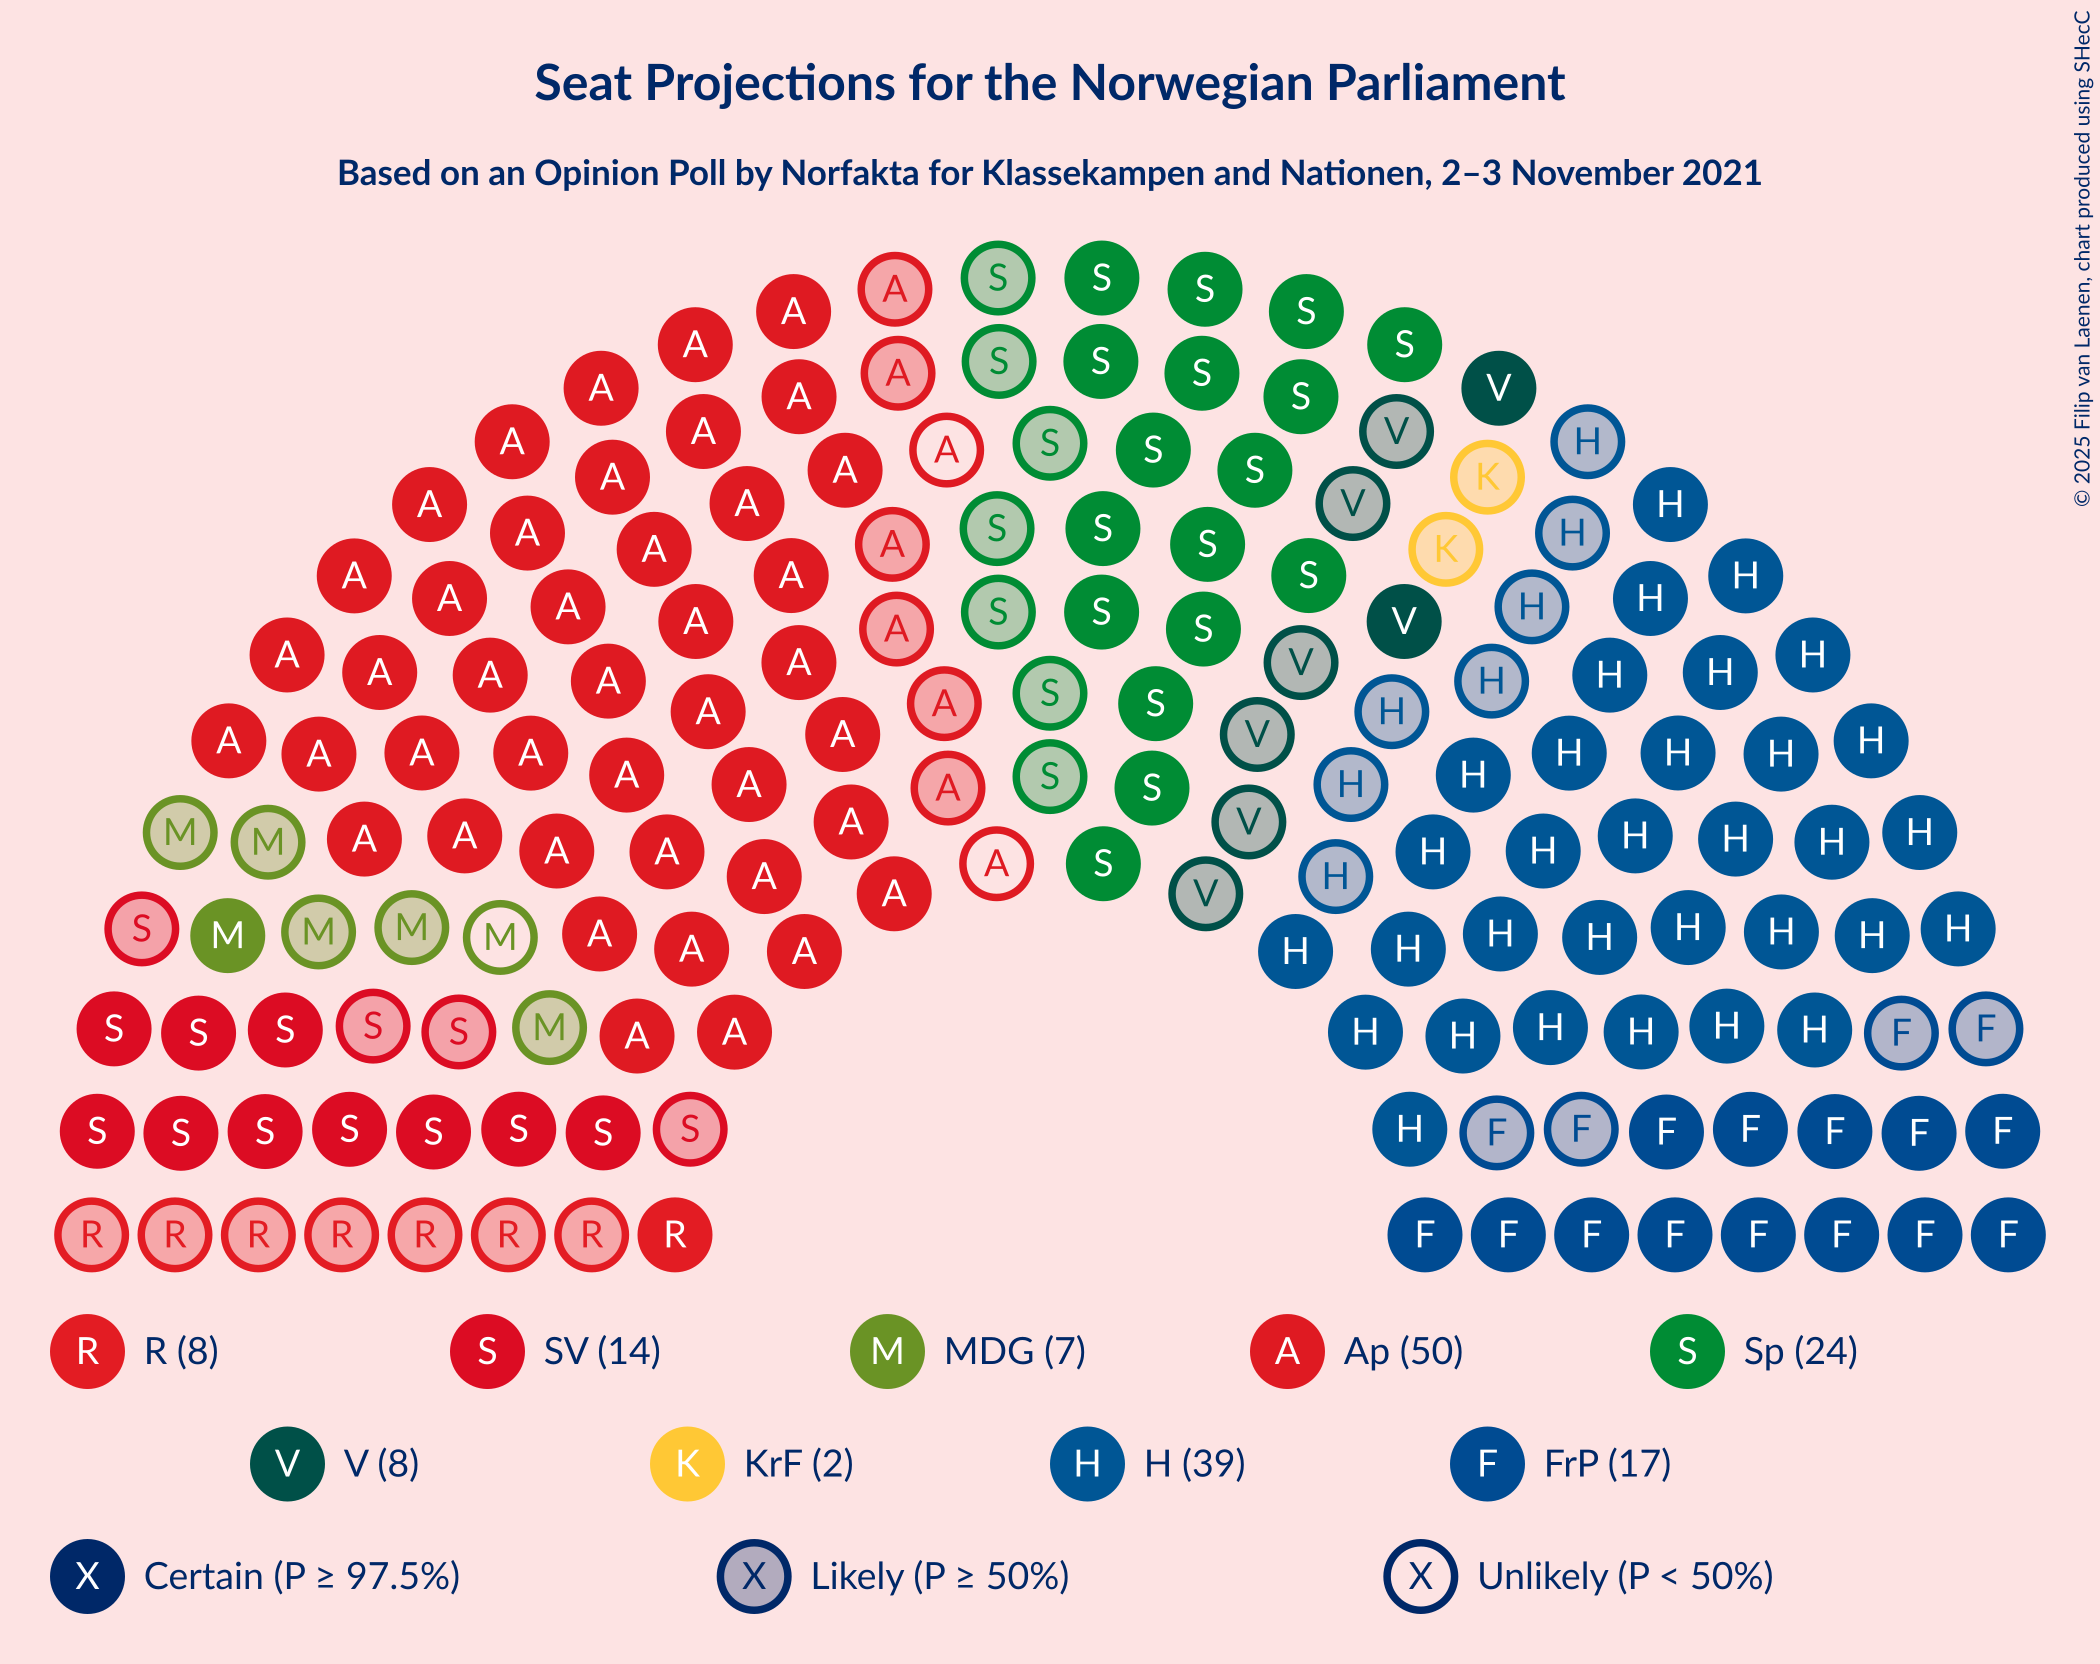 Seat Projections for the Norwegian Parliament
Based on an Opinion Poll by Norfakta for Klassekampen and Nationen, 2–3 November 2021
© 2025 Filip van Laenen, chart produced using SHecC
A A S S S S S
A A A S S S S V
A A A V K H
A A A S S S V H
A A A A S S S S K H H
A A A A A A V H H H
A A A A A S S S V H H H H
A A A A A S S V H H H H H
A A A A A A A S S V H H H H H H
M M A A A A A A A S V H H H H H H H
S M M M M A A A H H H H H H H H
S S S S S M A A H H H H H H F F
S S S S S S S S H F F F F F F F
R R R R R R R R F F F F F F F F
R R (8) S SV (14) M MDG (7) A Ap (50) S Sp (24)
V V (8) K KrF (2) H H (39) F FrP (17)
X Certain (P ≥ 97.5%) X Likely (P ≥ 50%) X Unlikely (P < 50%)